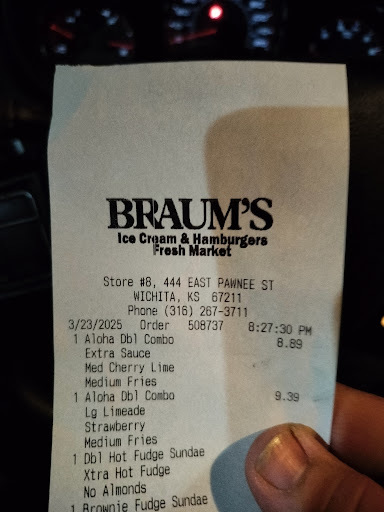 BRAUM'S
Ice Cream & Hamburgers
Fresh Market
Store #8, 444 EAST PAWNEE ST
WICHITA, KS 67211
Phone (316) 267-3711
3/23/2025 Order 508737 8:27:30 PM
1 Aloha Dbl Combo 8.89
Extra Sauce
Med Cherry Lime
Medium Fries
1 Aloha Dbl Combo 9.39
Lg Limeade
Strawberry
Medium Fries
1 Dbl Hot Fudge Sundae
Xtra Hot Fudge
No Almonds
1 Brownie Fudge Sundae